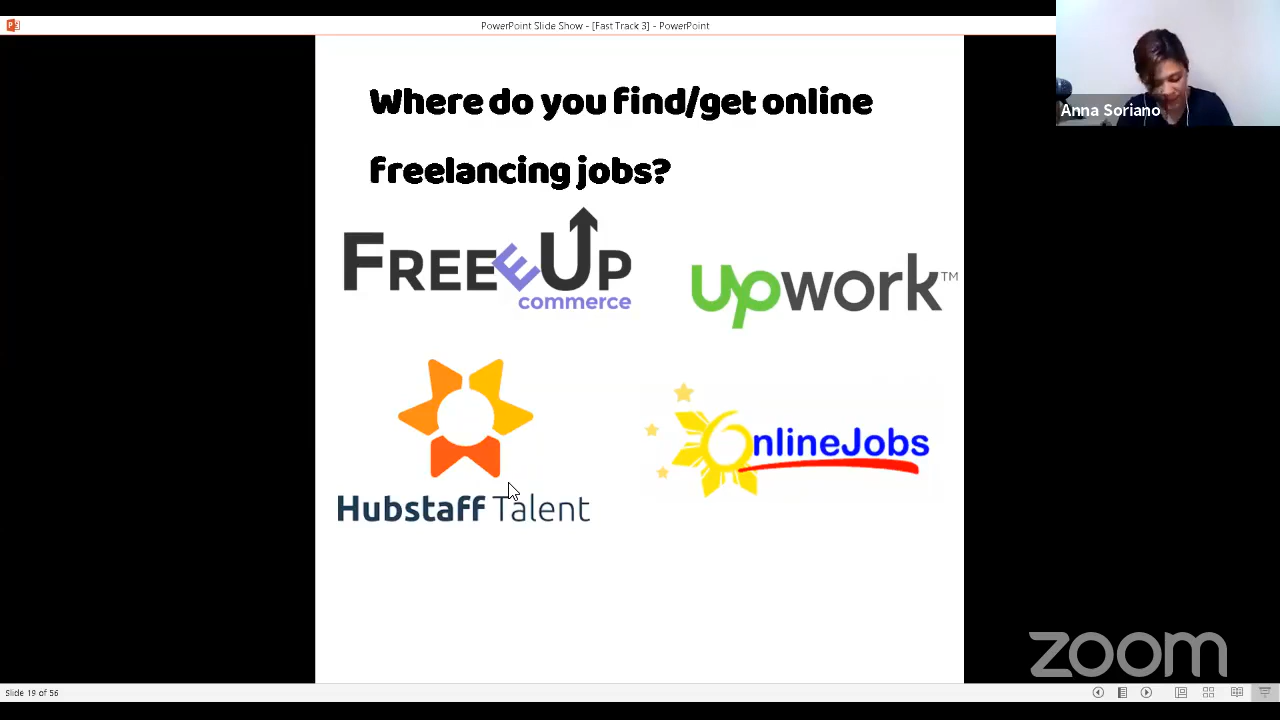 PowerPoint Slide Show - [Fast Track 3] - PowerPoint
Anna Soriano
Where do you find/get online
freelancing jobs?
FREEEUP
commerce
upwork™
Hubstaff Talent
OnlineJobs
zoom
Slide 19 of 56